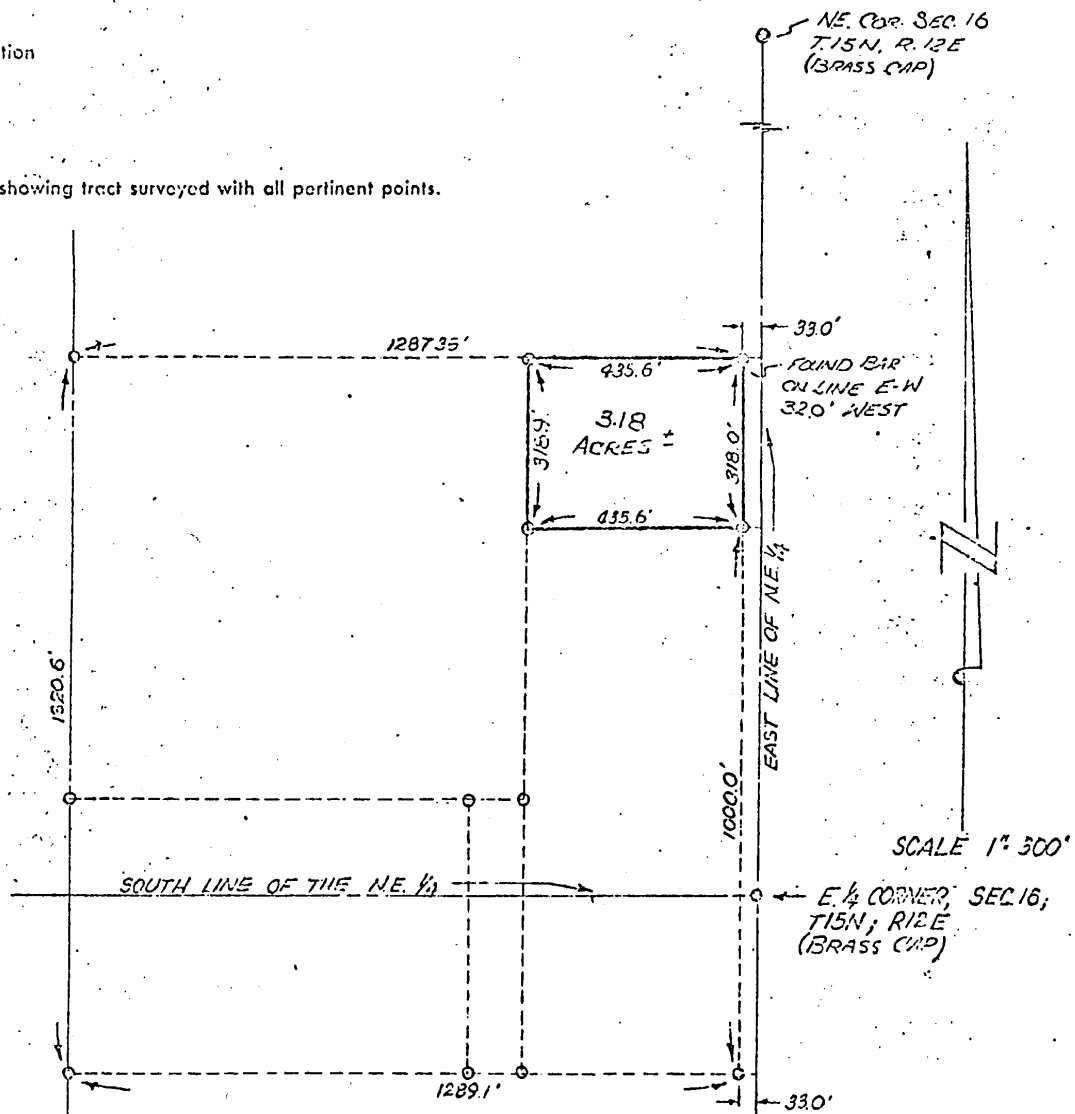 NE. COR. SEC. 16
T.15N, R.12E
(BRASS CAP)
tion
showing tract surveyed with all pertinent points.
33.0'
1287.35'
435.6'
FOUND BAR
ON LINE E-W
32.0' WEST
3.18
ACRES ±
318.9'
318.0'
435.6'
EAST LINE OF N.E. 1/4
1320.6'
1000.0'
SCALE 1"=300'
SOUTH LINE OF THE N.E. 1/4
E. 1/4 CORNER, SEC. 16;
T15N; R12E
(BRASS CAP)
1289.1'
33.0'